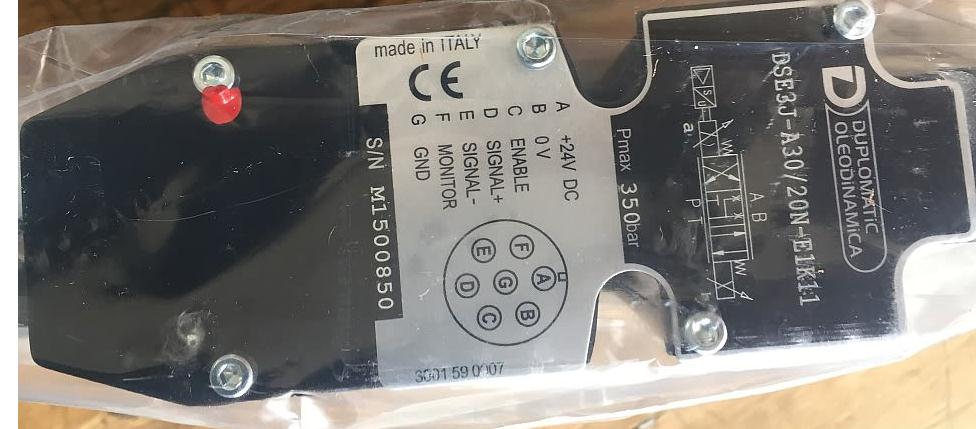 DUPLOMATIC
OLEODINAMICA
DSE3J-A30/20N-E1K11
A B
a
P T
S
U
Pmax 350bar
A +24V DC
B 0 V
C ENABLE
D SIGNAL+
E SIGNAL-
F MONITOR
G GND
made in ITALY
CE
F
A
E
G
B
D
C
3001 59 0007
S/N M1500850